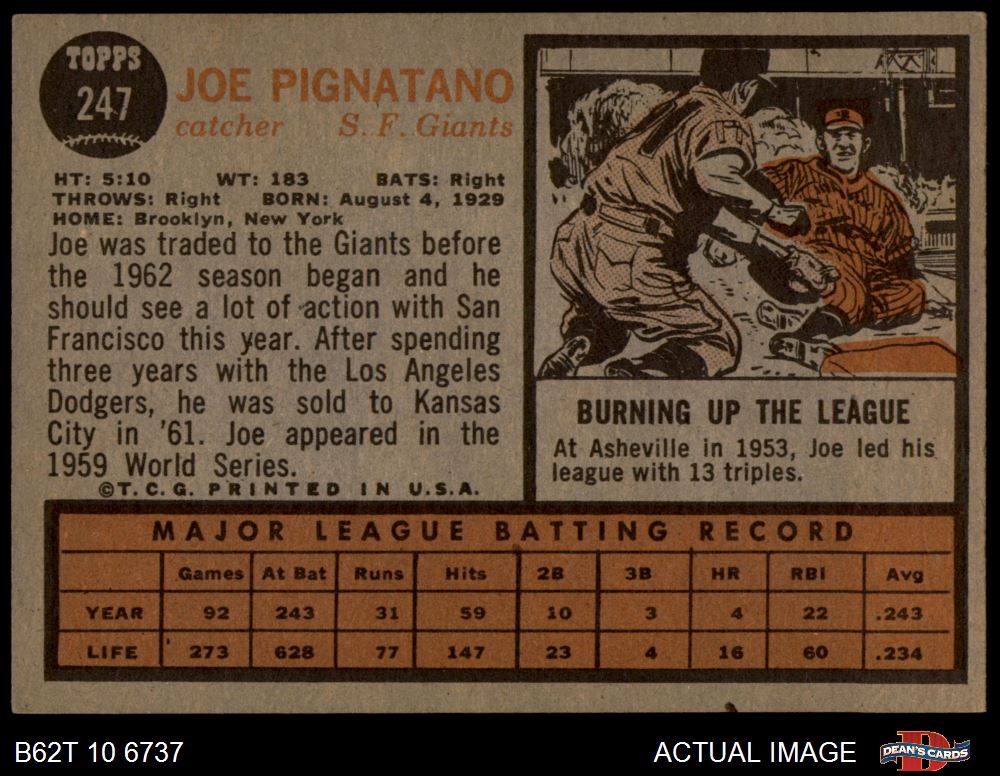 TOPPS
247
JOE PIGNATANO
catcher S. F. Giants
HT: 5:10 WT: 183 BATS: Right
THROWS: Right BORN: August 4, 1929
HOME: Brooklyn, New York
Joe was traded to the Giants before
the 1962 season began and he
should see a lot of action with San
Francisco this year. After spending
three years with the Los Angeles
Dodgers, he was sold to Kansas
City in '61. Joe appeared in the
1959 World Series.
©T.C.G. PRINTED IN U.S.A.
BURNING UP THE LEAGUE
At Asheville in 1953, Joe led his
league with 13 triples.
MAJOR LEAGUE BATTING RECORD
Games At Bat Runs Hits 2B 3B HR RBI Avg
YEAR 92 243 31 59 10 3 4 22 .243
LIFE 273 628 77 147 23 4 16 60 .234
B62T 10 6737
ACTUAL IMAGE
DEAN'S CARDS